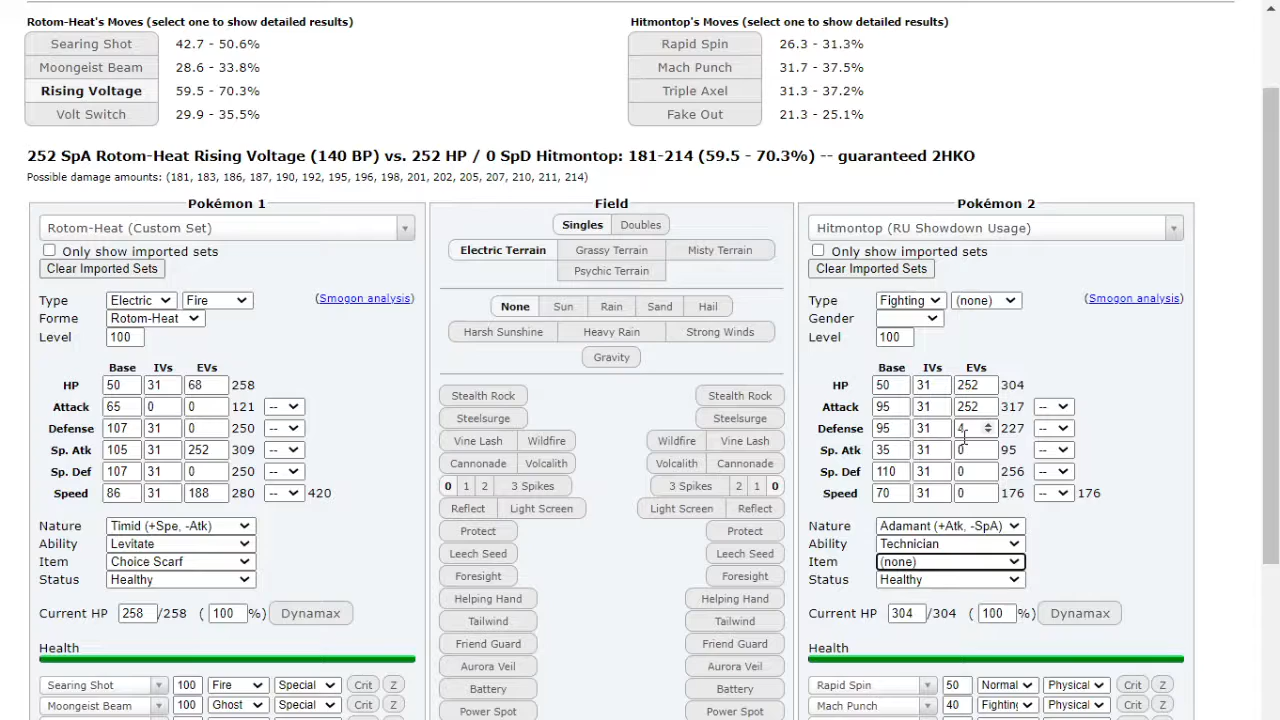 Rotom-Heat's Moves (select one to show detailed results)
Searing Shot 42.7 - 50.6%
Moongeist Beam 28.6 - 33.8%
Rising Voltage 59.5 - 70.3%
Volt Switch 29.9 - 35.5%
Hitmontop's Moves (select one to show detailed results)
Rapid Spin 26.3 - 31.3%
Mach Punch 31.7 - 37.5%
Triple Axel 31.3 - 37.2%
Fake Out 21.3 - 25.1%
252 SpA Rotom-Heat Rising Voltage (140 BP) vs. 252 HP / 0 SpD Hitmontop: 181-214 (59.5 - 70.3%) -- guaranteed 2HKO
Possible damage amounts: (181, 183, 186, 187, 190, 192, 195, 196, 198, 201, 202, 205, 207, 210, 211, 214)
Pokémon 1
Rotom-Heat (Custom Set)
Only show imported sets
Clear Imported Sets
Type Electric Fire (Smogon analysis)
Forme Rotom-Heat
Level 100
Base IVs EVs
HP 50 31 68 258
Attack 65 0 0 121 --
Defense 107 31 0 250 --
Sp. Atk 105 31 252 309 --
Sp. Def 107 31 0 250 --
Speed 86 31 188 280 -- 420
Nature Timid (+Spe, -Atk)
Ability Levitate
Item Choice Scarf
Status Healthy
Current HP 258 /258 ( 100 %) Dynamax
Health
Searing Shot 100 Fire Special Crit Z
Moongeist Beam 100 Ghost Special Crit Z
Field
Singles Doubles
Electric Terrain Grassy Terrain Misty Terrain
Psychic Terrain
None Sun Rain Sand Hail
Harsh Sunshine Heavy Rain Strong Winds
Gravity
Stealth Rock Stealth Rock
Steelsurge Steelsurge
Vine Lash Wildfire Wildfire Vine Lash
Cannonade Volcalith Volcalith Cannonade
0 1 2 3 Spikes 3 Spikes 2 1 0
Reflect Light Screen Light Screen Reflect
Protect Protect
Leech Seed Leech Seed
Foresight Foresight
Helping Hand Helping Hand
Tailwind Tailwind
Friend Guard Friend Guard
Aurora Veil Aurora Veil
Battery Battery
Power Spot Power Spot
Pokémon 2
Hitmontop (RU Showdown Usage)
Only show imported sets
Clear Imported Sets
Type Fighting (none) (Smogon analysis)
Gender
Level 100
Base IVs EVs
HP 50 31 252 304
Attack 95 31 252 317 --
Defense 95 31 4 227 --
Sp. Atk 35 31 0 95 --
Sp. Def 110 31 0 256 --
Speed 70 31 0 176 -- 176
Nature Adamant (+Atk, -SpA)
Ability Technician
Item (none)
Status Healthy
Current HP 304 /304 ( 100 %) Dynamax
Health
Rapid Spin 50 Normal Physical Crit Z
Mach Punch 40 Fighting Physical Crit Z